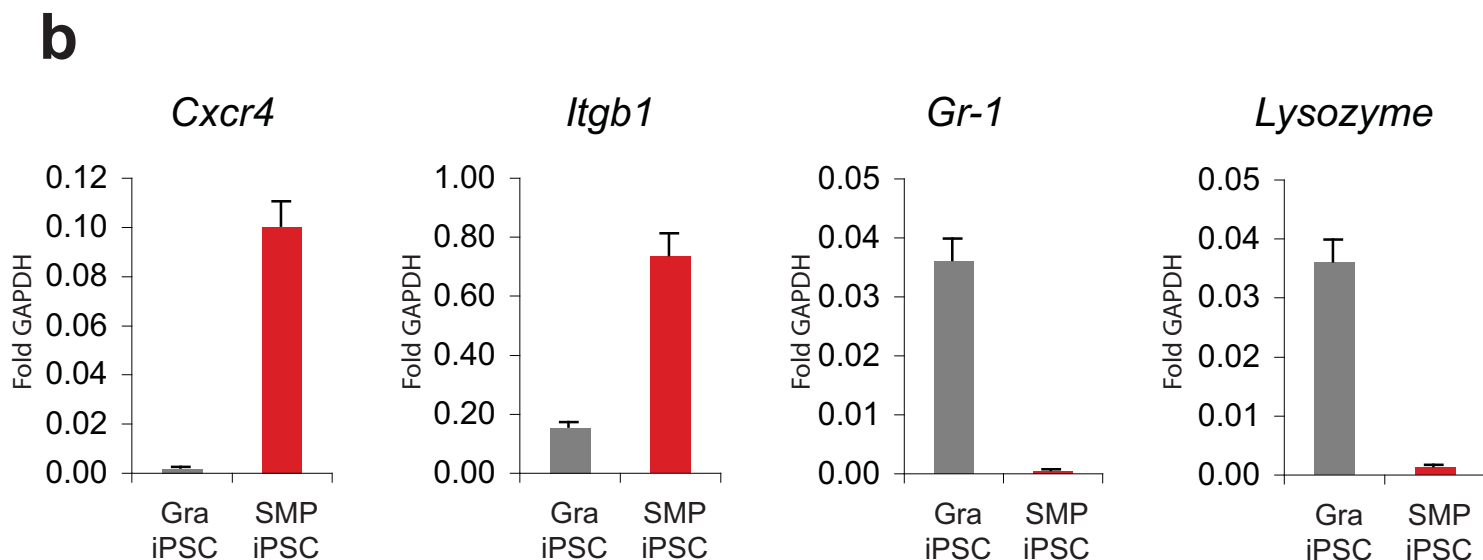 b
Cxcr4
Fold GAPDH
0.12
0.10
0.08
0.06
0.04
0.02
0.00
Gra
iPSC
SMP
iPSC
Itgb1
Fold GAPDH
1.00
0.80
0.60
0.40
0.20
0.00
Gra
iPSC
SMP
iPSC
Gr-1
Fold GAPDH
0.05
0.04
0.03
0.02
0.01
0.00
Gra
iPSC
SMP
iPSC
Lysozyme
Fold GAPDH
0.05
0.04
0.03
0.02
0.01
0.00
Gra
iPSC
SMP
iPSC